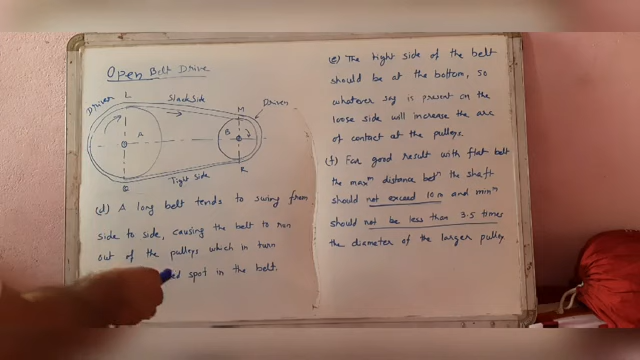 Open Belt Drive
L
Slack Side
Driver
Driven
M
A
B
Tight Side
K
(d) A long belt tends to swing from
side to side, causing the belt to run
out of the pulleys which in turn
spot in the belt.
(e) The tight side of the belt
should be at the bottom, so
whatever say is present on the
loose side will increase the arc
of contact at the pulleys.
(f) For good result with flat belt
the maxm distance betn the shaft
should not exceed 10 m and minm
should not be less than 3.5 times
the diameter of the larger pulley